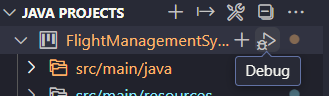 JAVA PROJECTS
FlightManagementSy...
Debug
src/main/java
src/main/resources